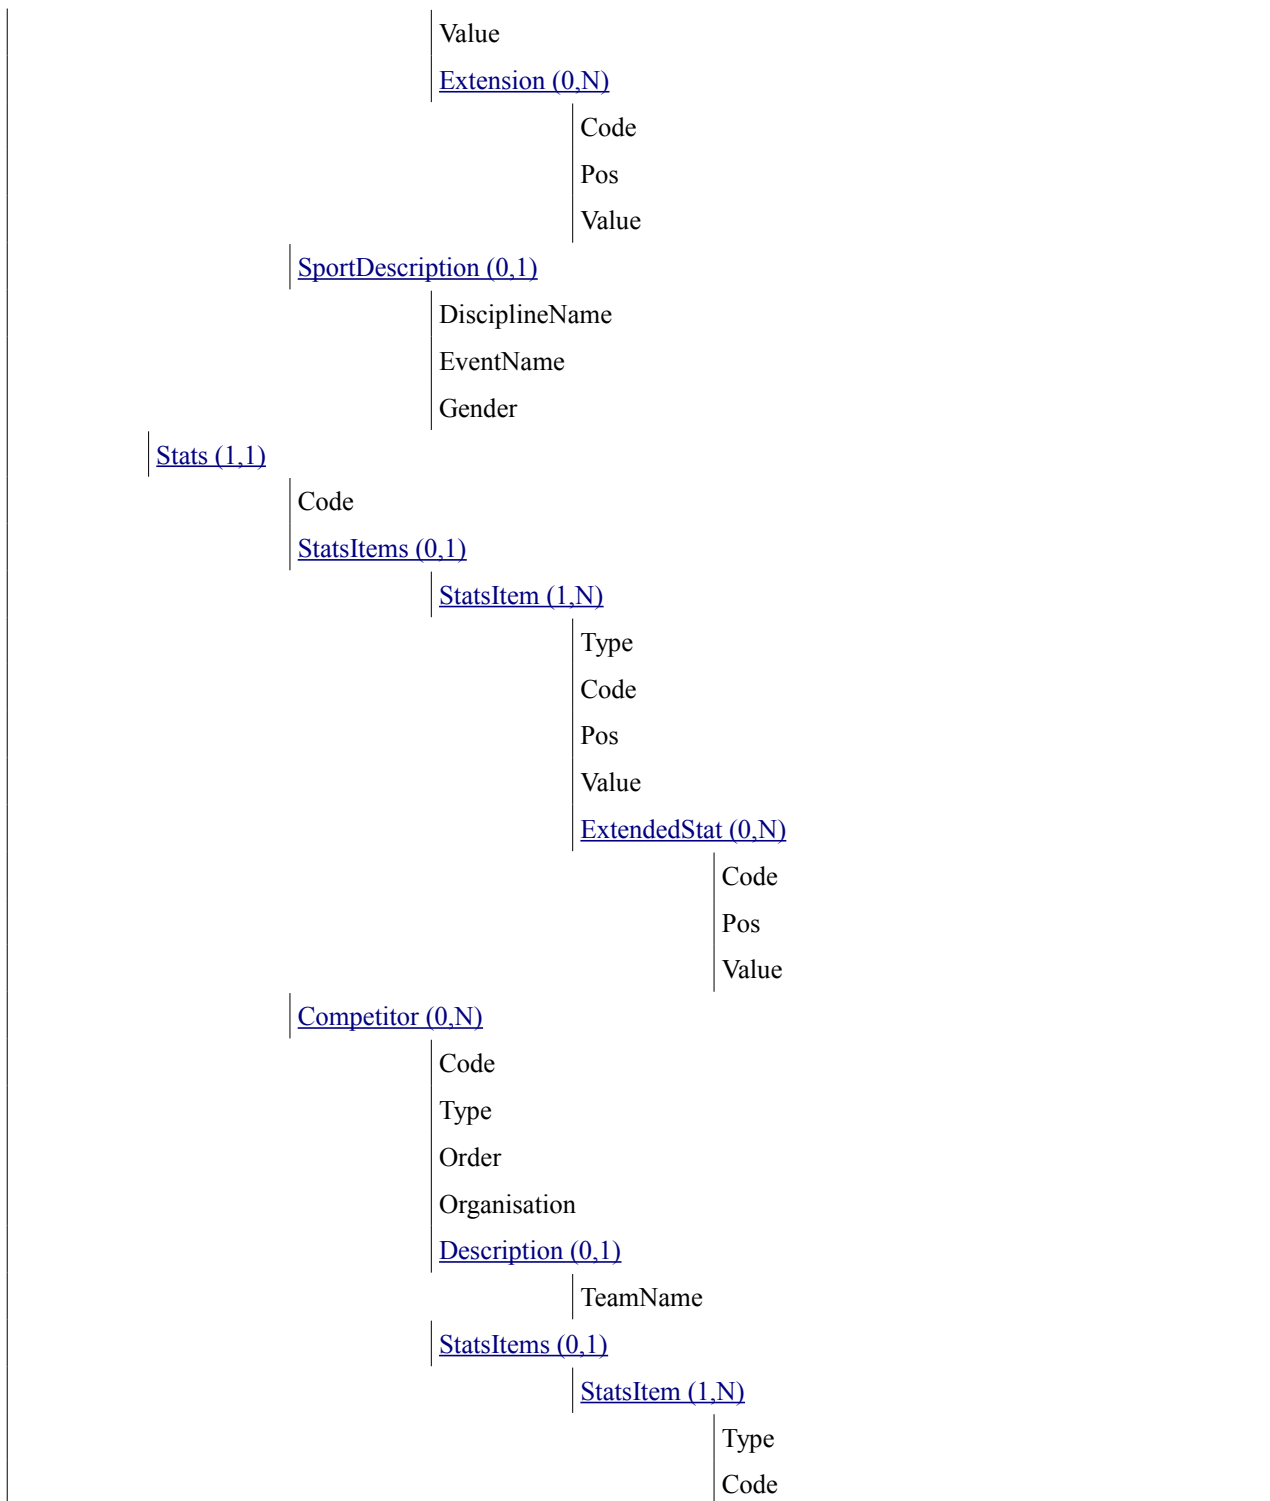 Value
Extension (0,N)
Code
Pos
Value
SportDescription (0,1)
DisciplineName
EventName
Gender
Stats (1,1)
Code
StatsItems (0,1)
StatsItem (1,N)
Type
Code
Pos
Value
ExtendedStat (0,N)
Code
Pos
Value
Competitor (0,N)
Code
Type
Order
Organisation
Description (0,1)
TeamName
StatsItems (0,1)
StatsItem (1,N)
Type
Code